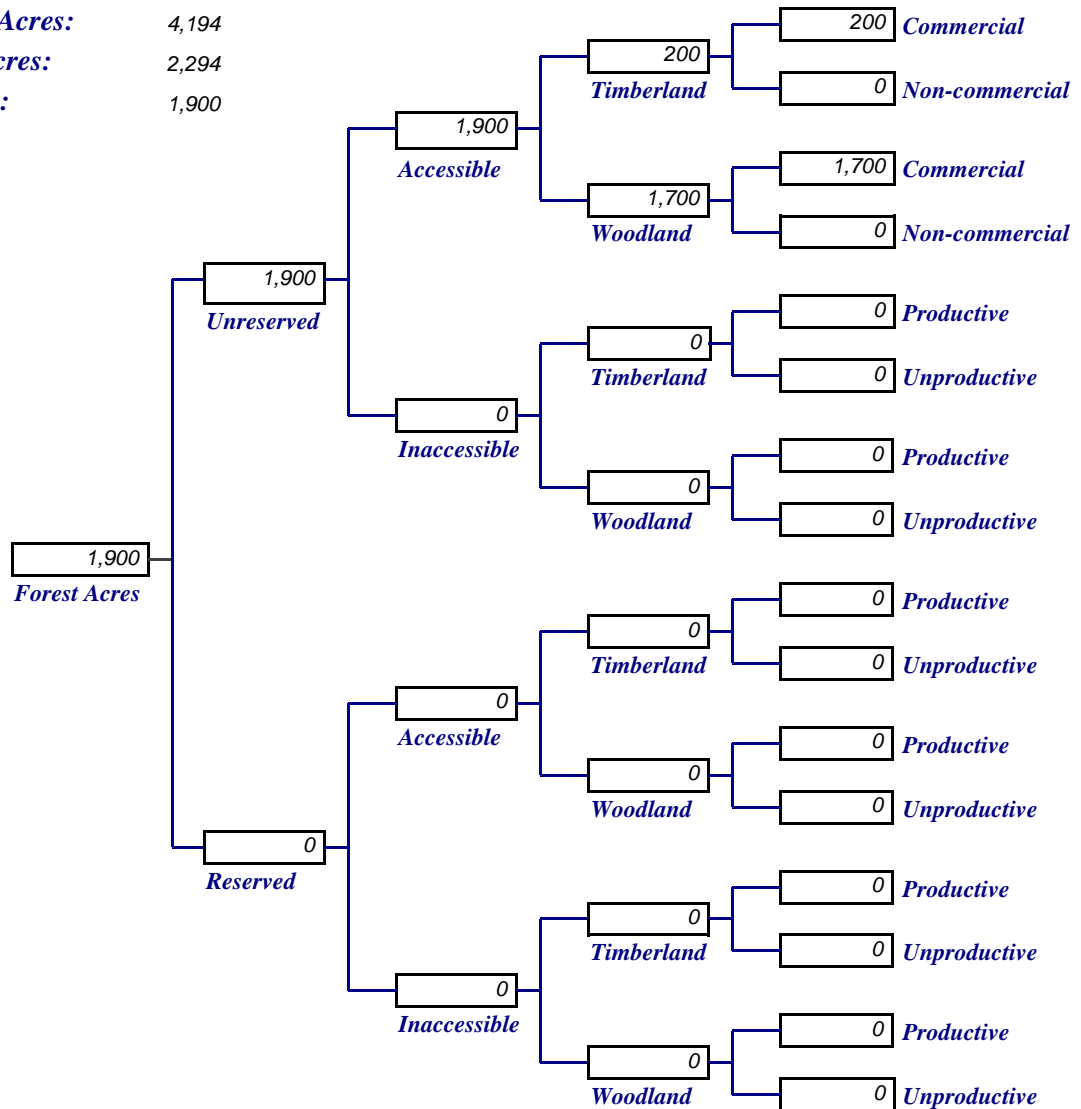 Acres: 4,194
cres: 2,294
: 1,900
200 Commercial
200
Timberland
0 Non-commercial
1,900
Accessible
1,700 Commercial
1,700
Woodland
0 Non-commercial
1,900
Unreserved
0 Productive
0
Timberland
0 Unproductive
0
Inaccessible
0 Productive
0
Woodland
0 Unproductive
1,900
Forest Acres
0 Productive
0
Timberland
0 Unproductive
0
Accessible
0 Productive
0
Woodland
0 Unproductive
0
Reserved
0 Productive
0
Timberland
0 Unproductive
0
Inaccessible
0 Productive
0
Woodland
0 Unproductive